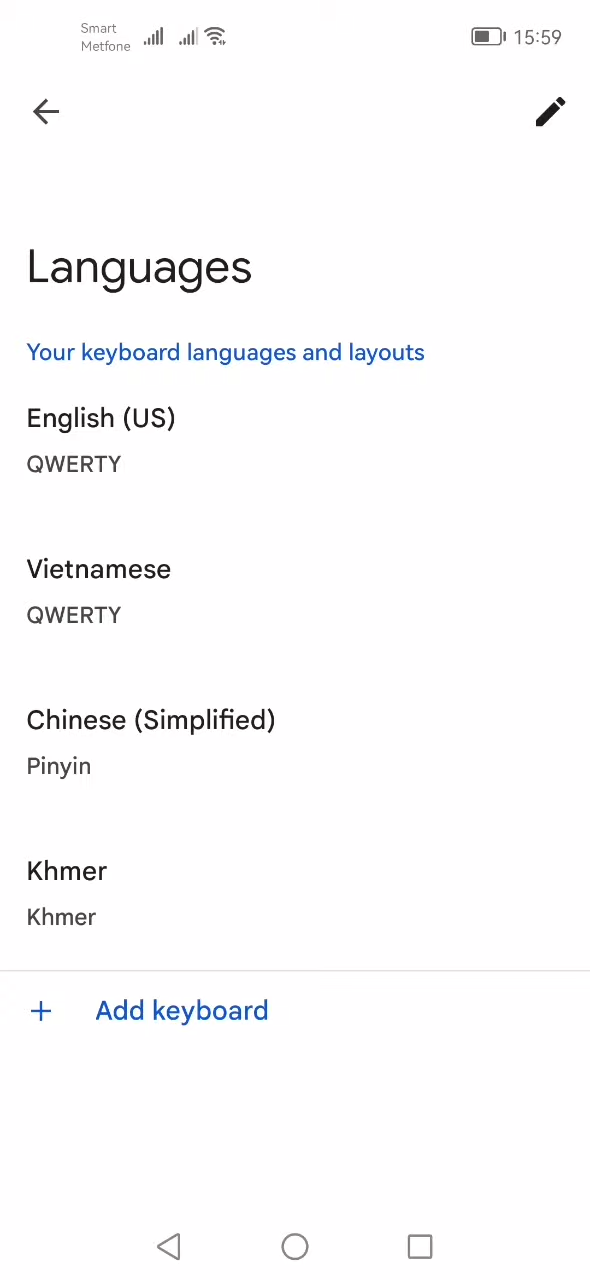 Smart
Metfone
15:59
Languages
Your keyboard languages and layouts
English (US)
QWERTY
Vietnamese
QWERTY
Chinese (Simplified)
Pinyin
Khmer
Khmer
+ Add keyboard